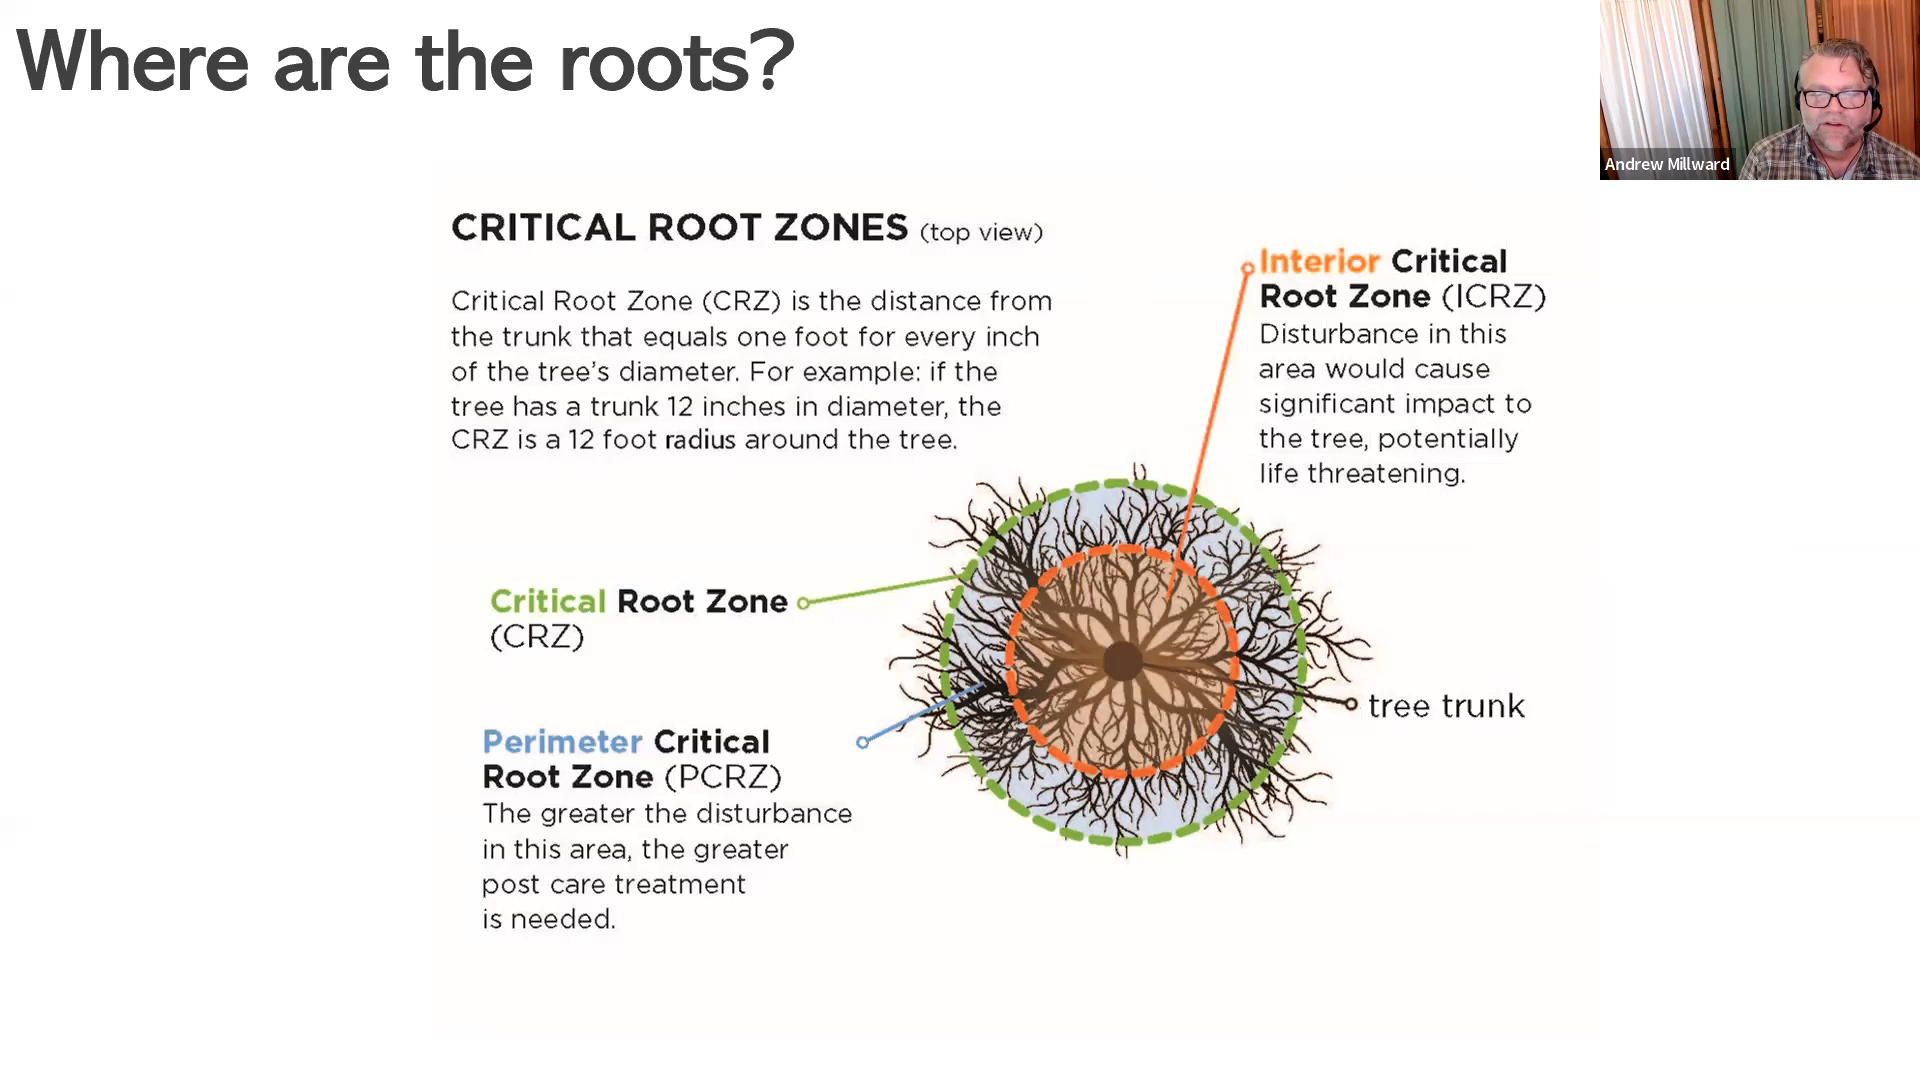 Where are the roots?
Andrew Millward
CRITICAL ROOT ZONES (top view)
Critical Root Zone (CRZ) is the distance from
the trunk that equals one foot for every inch
of the tree's diameter. For example: if the
tree has a trunk 12 inches in diameter, the
CRZ is a 12 foot radius around the tree.
Interior Critical
Root Zone (ICRZ)
Disturbance in this
area would cause
significant impact to
the tree, potentially
life threatening.
Critical Root Zone
(CRZ)
tree trunk
Perimeter Critical
Root Zone (PCRZ)
The greater the disturbance
in this area, the greater
post care treatment
is needed.